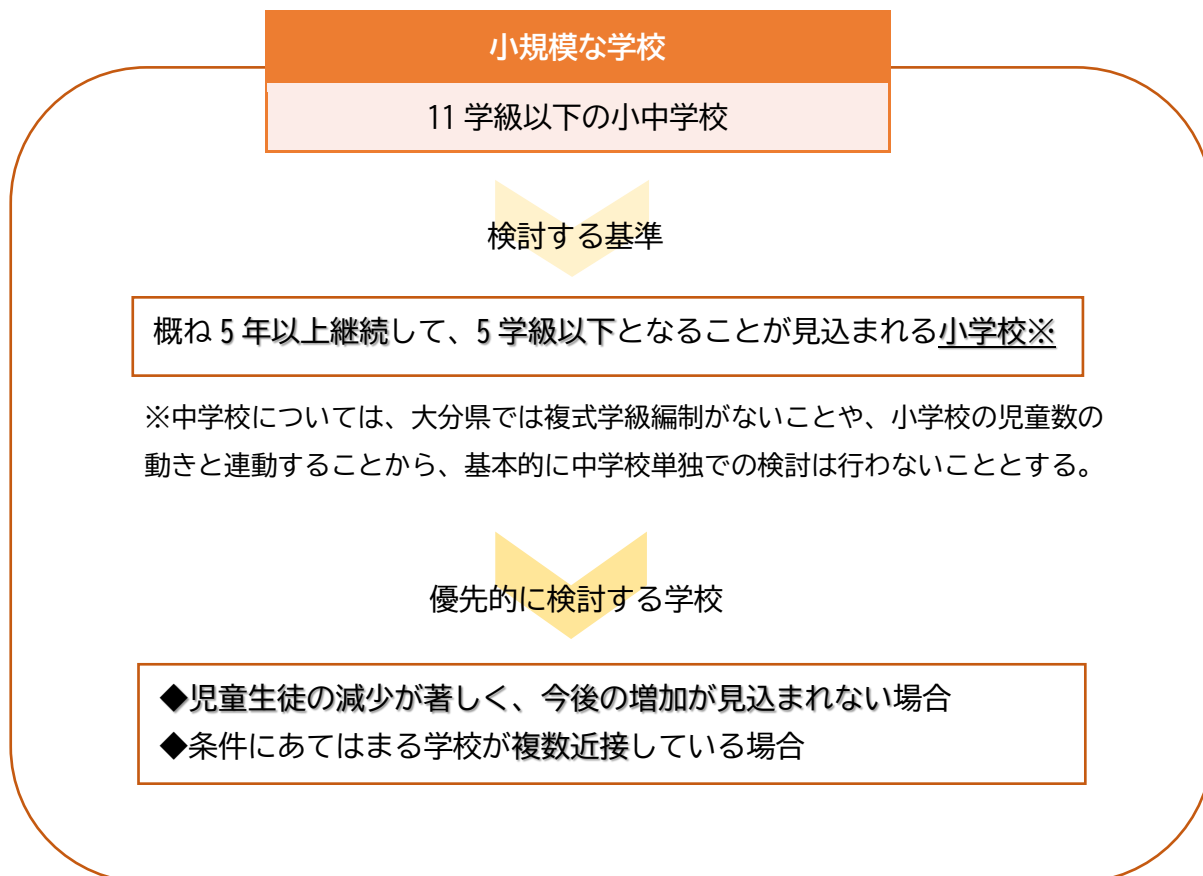 小規模な学校
11 学級以下の小中学校
検討する基準
概ね 5 年以上継続して、5 学級以下となることが見込まれる小学校※
※中学校については、大分県では複式学級編制がないことや、小学校の児童数の
動きと連動することから、基本的に中学校単独での検討は行わないこととする。
優先的に検討する学校
◆児童生徒の減少が著しく、今後の増加が見込まれない場合
◆条件にあてはまる学校が複数近接している場合